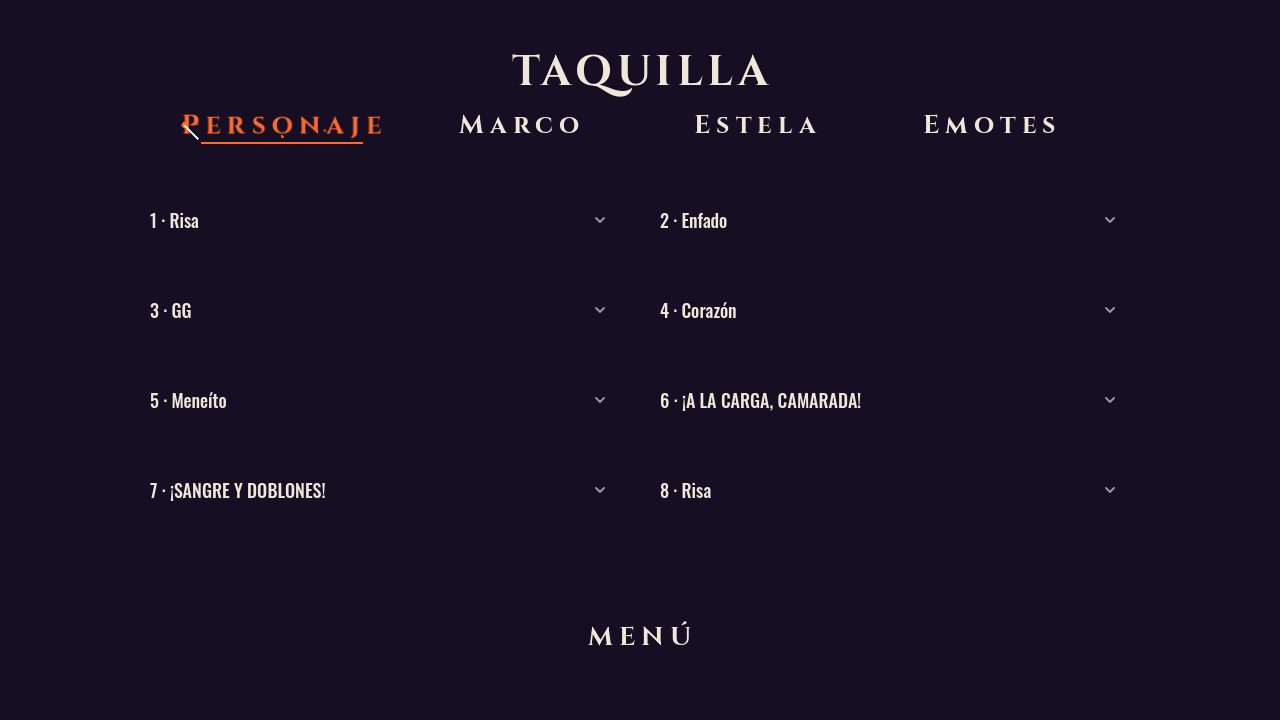 TAQUILLA
PERSONAJE MARCO ESTELA EMOTES
1 · Risa 2 · Enfado
3 · GG 4 · Corazón
5 · Meneíto 6 · ¡A LA CARGA, CAMARADA!
7 · ¡SANGRE Y DOBLONES! 8 · Risa
MENÚ